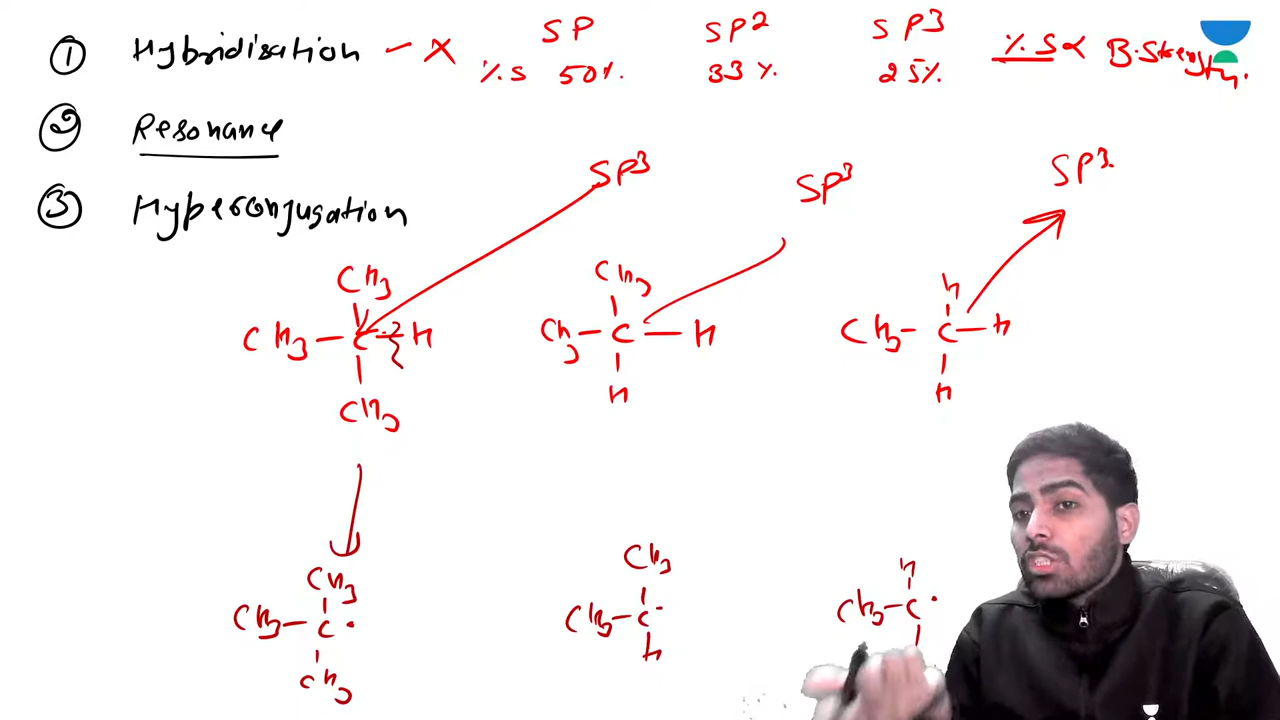 ① Hybridisation – X SP SP2 SP3
%S 50%. 33%. 25%. %S ∝ B.Strength.
② Resonance
③ Hyperconjugation
SP³ SP³ SP3.
CH3 CH3 H
CH3–C–H CH3–C–H CH3–C–H
CH3 H H
CH3 CH3 H
CH3–C· CH3–C· CH3–C·
CH3 H